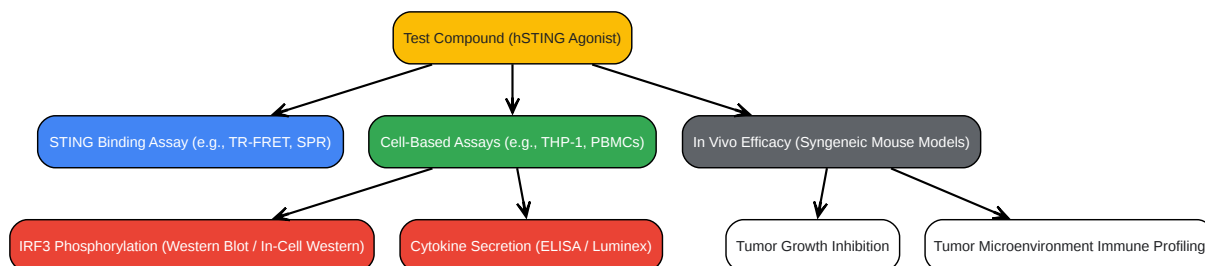 Test Compound (hSTING Agonist)
STING Binding Assay (e.g., TR-FRET, SPR)
Cell-Based Assays (e.g., THP-1, PBMCs)
In Vivo Efficacy (Syngeneic Mouse Models)
IRF3 Phosphorylation (Western Blot / In-Cell Western)
Cytokine Secretion (ELISA / Luminex)
Tumor Growth Inhibition
Tumor Microenvironment Immune Profiling